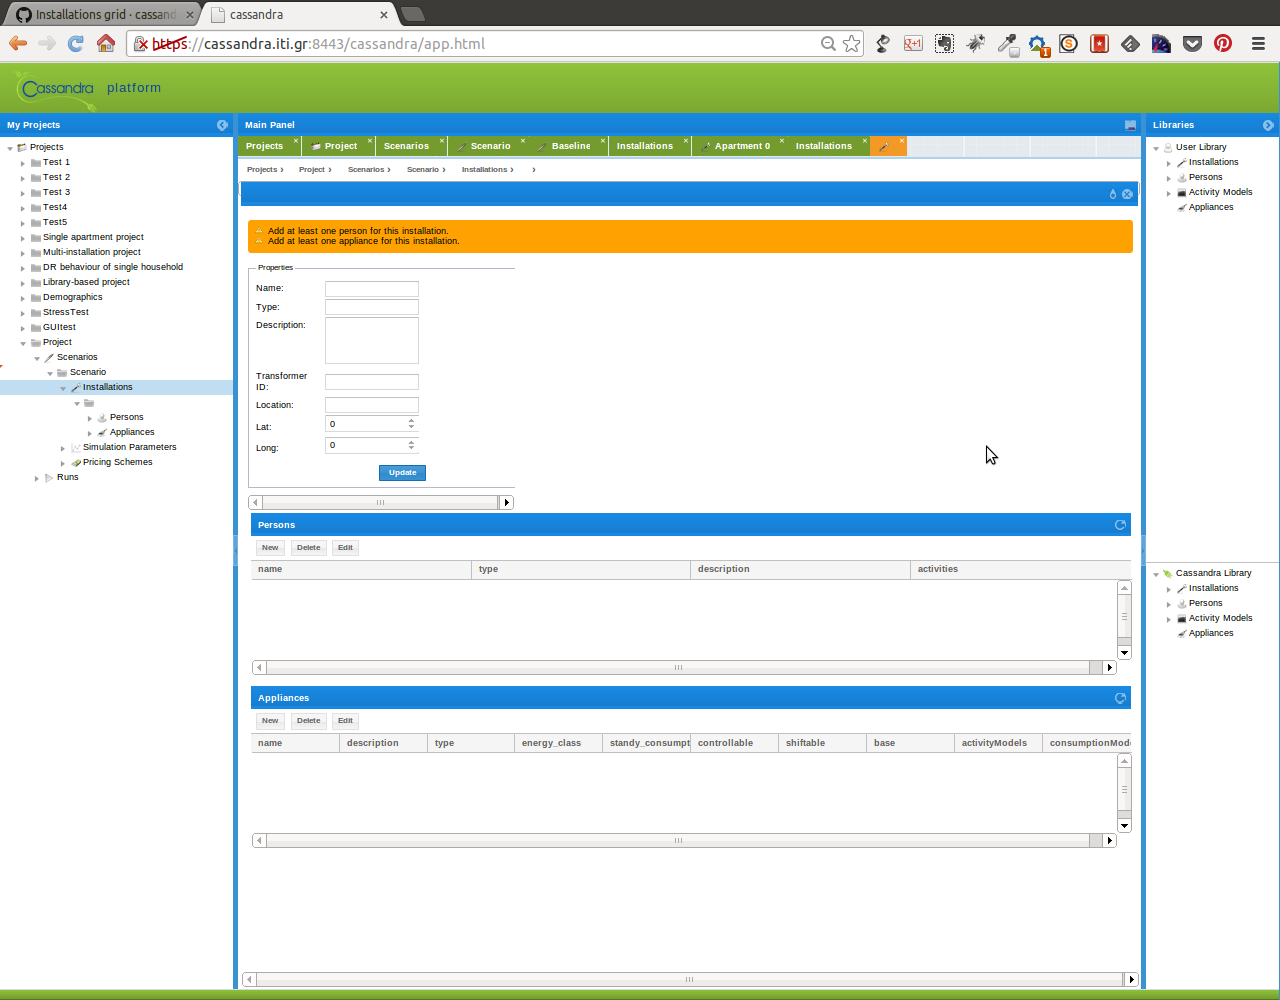 Installations grid · cassand
cassandra
https://cassandra.iti.gr:8443/cassandra/app.html
Cassandra platform
My Projects
Projects
Test 1
Test 2
Test 3
Test4
Test5
Single apartment project
Multi-installation project
DR behaviour of single household
Library-based project
Demographics
StressTest
GUItest
Project
Scenarios
Scenario
Installations
Persons
Appliances
Simulation Parameters
Pricing Schemes
Runs
Main Panel
Projects Project Scenarios Scenario Baseline Installations Apartment 0 Installations
Projects › Project › Scenarios › Scenario › Installations › ›
Add at least one person for this installation.
Add at least one appliance for this installation.
Properties
Name:
Type:
Description:
Transformer
ID:
Location:
Lat: 0
Long: 0
Update
Persons
New Delete Edit
name type description activities
Appliances
New Delete Edit
name description type energy_class standy_consumpt controllable shiftable base activityModels consumptionMode
Libraries
User Library
Installations
Persons
Activity Models
Appliances
Cassandra Library
Installations
Persons
Activity Models
Appliances